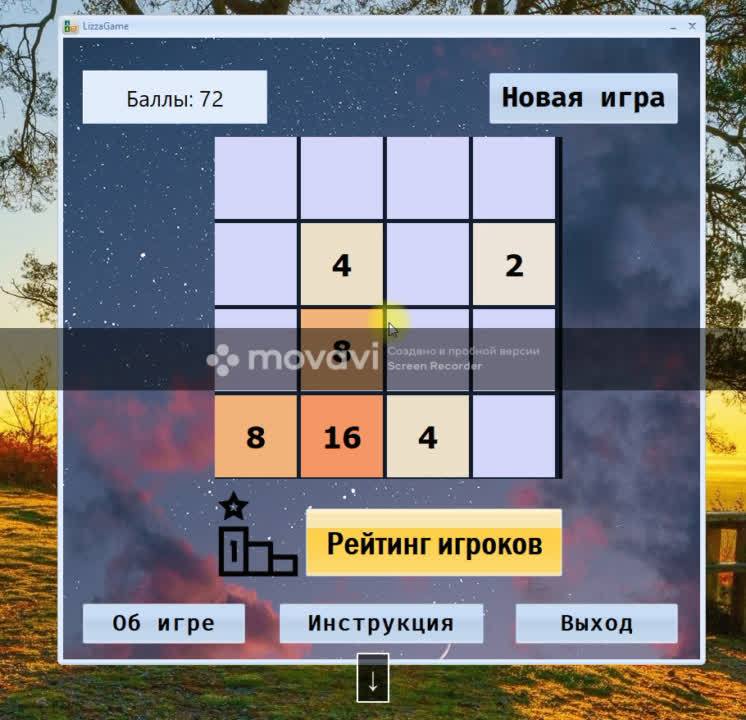 LizzaGame
Баллы: 72
Новая игра
4
2
8
movavi
Создано в пробной версии
Screen Recorder
8
16
4
1
Рейтинг игроков
Об игре
Инструкция
Выход
↓